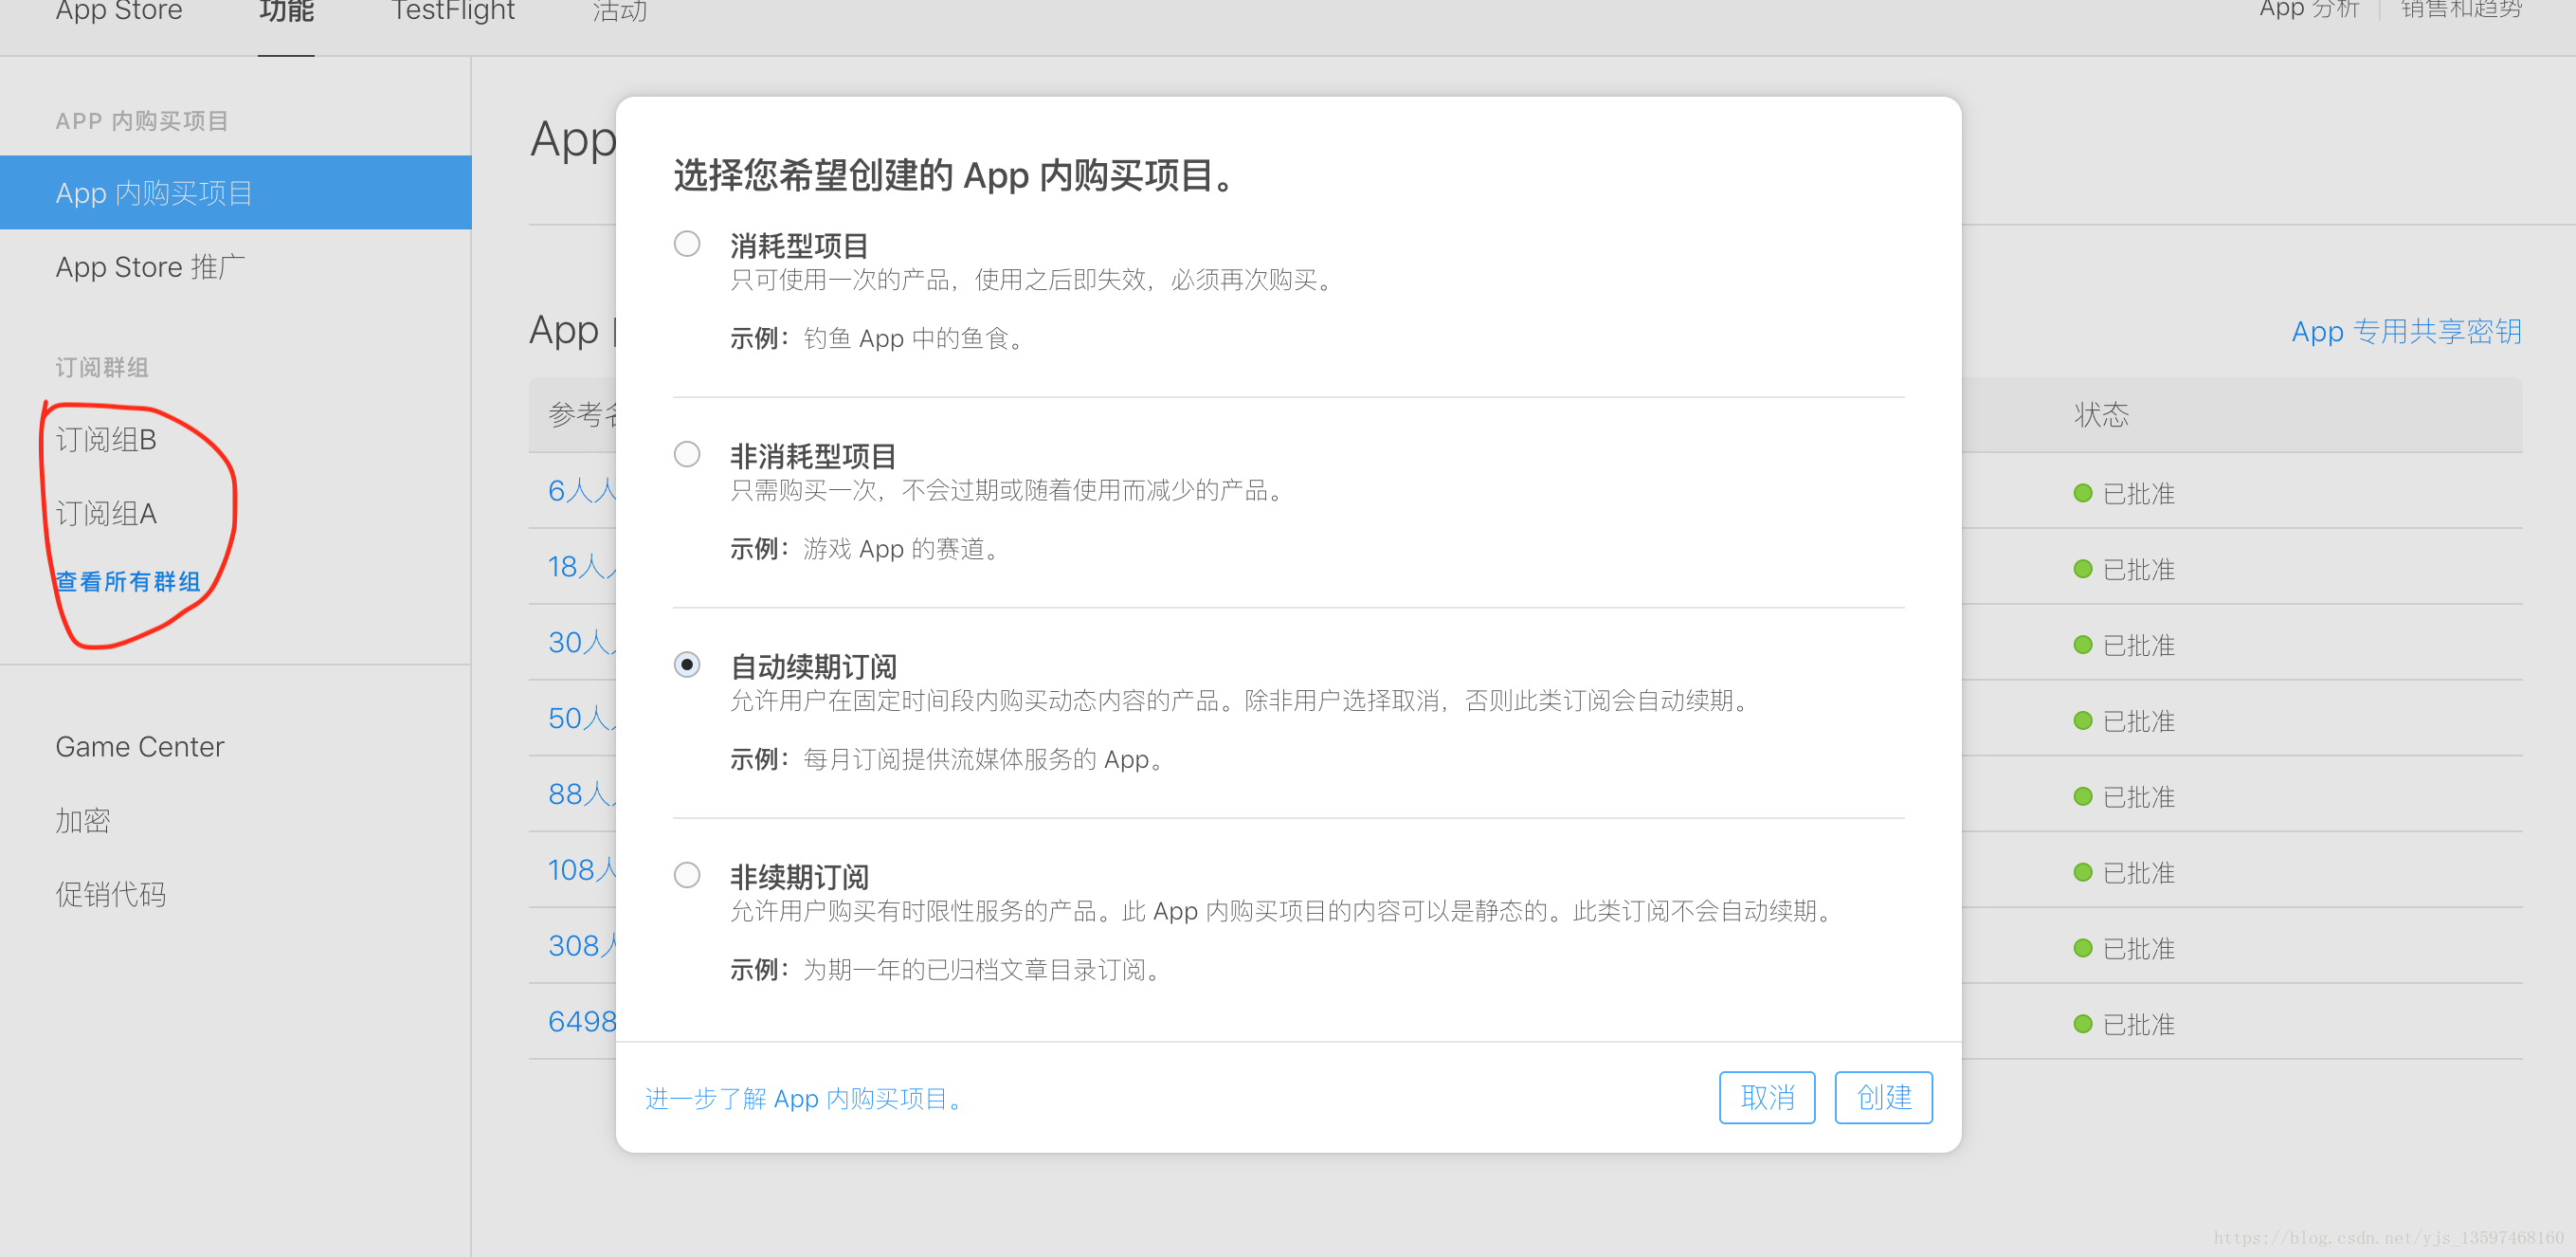 App Store 功能 TestFlight 活动 App 分析 销售和趋势
APP 内购买项目
App 内购买项目
App Store 推广
订阅群组
订阅组B
订阅组A
查看所有群组
Game Center
加密
促销代码
App
App
App 专用共享密钥
参考名
状态
6人人
已批准
18人人
已批准
30人人
已批准
50人人
已批准
88人人
已批准
108人
已批准
308人
已批准
6498
已批准
选择您希望创建的 App 内购买项目。
消耗型项目
只可使用一次的产品，使用之后即失效，必须再次购买。
示例：钓鱼 App 中的鱼食。
非消耗型项目
只需购买一次，不会过期或随着使用而减少的产品。
示例：游戏 App 的赛道。
自动续期订阅
允许用户在固定时间段内购买动态内容的产品。除非用户选择取消，否则此类订阅会自动续期。
示例：每月订阅提供流媒体服务的 App。
非续期订阅
允许用户购买有时限性服务的产品。此 App 内购买项目的内容可以是静态的。此类订阅不会自动续期。
示例：为期一年的已归档文章目录订阅。
进一步了解 App 内购买项目。
取消
创建
https://blog.csdn.net/yjs_13597468160